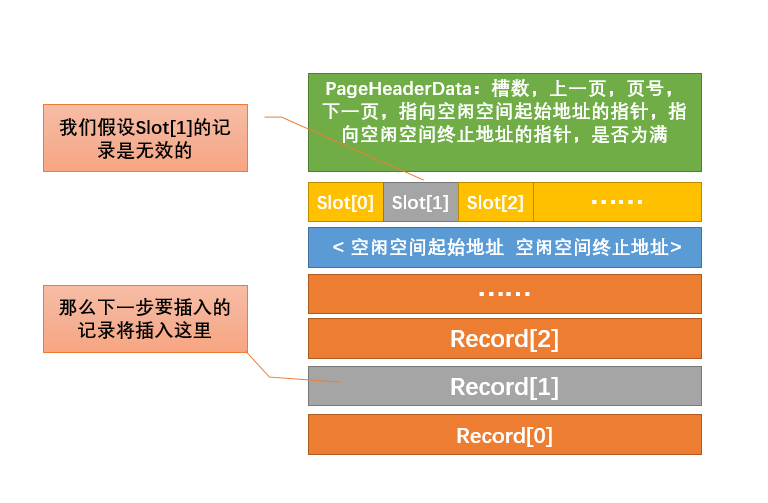 PageHeaderData：槽数，上一页，页号，
下一页，指向空闲空间起始地址的指针，指
向空闲空间终止地址的指针，是否为满
我们假设Slot[1]的记
录是无效的
Slot[0]
Slot[1]
Slot[2]
······
< 空闲空间起始地址 空闲空间终止地址>
······
那么下一步要插入的
记录将插入这里
Record[2]
Record[1]
Record[0]